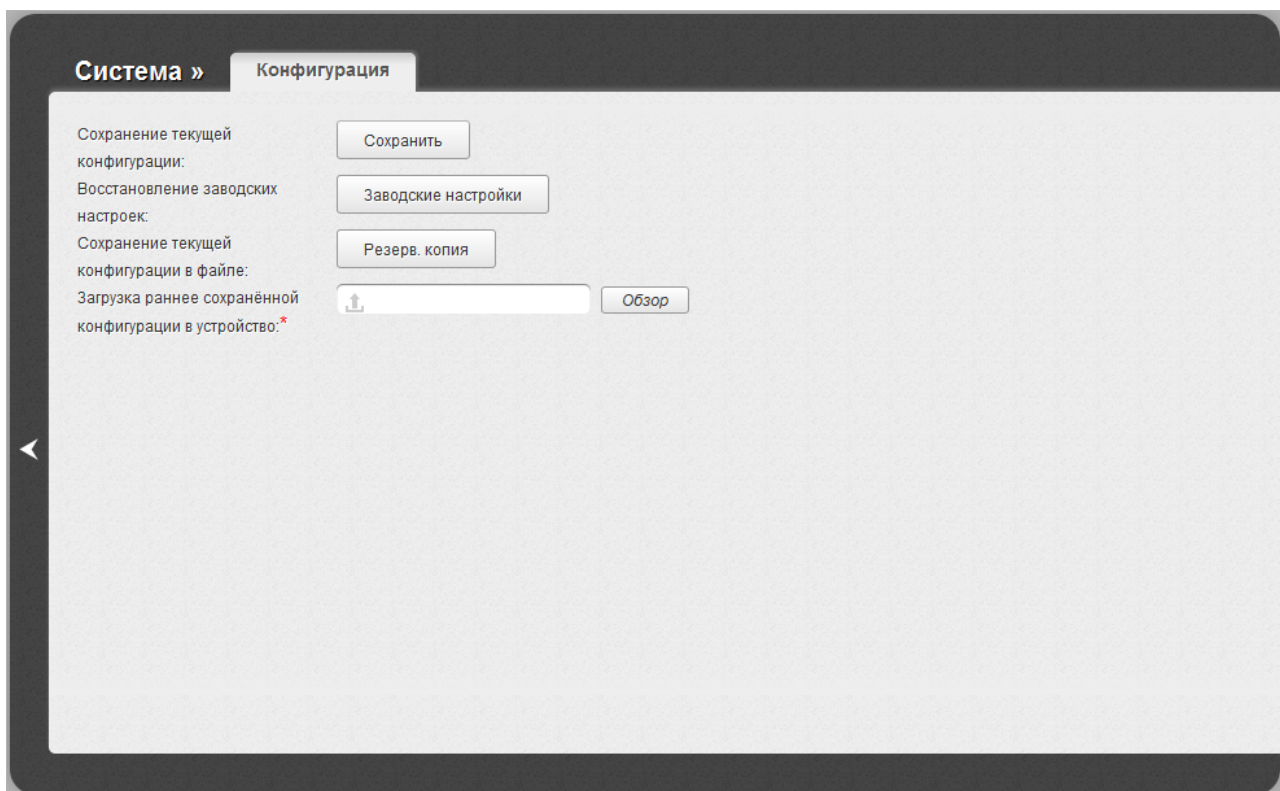 Система »
Конфигурация
Сохранение текущей
конфигурации:
Сохранить
Восстановление заводских
настроек:
Заводские настройки
Сохранение текущей
конфигурации в файле:
Резерв. копия
Загрузка раннее сохранённой
конфигурации в устройство:*
Обзор